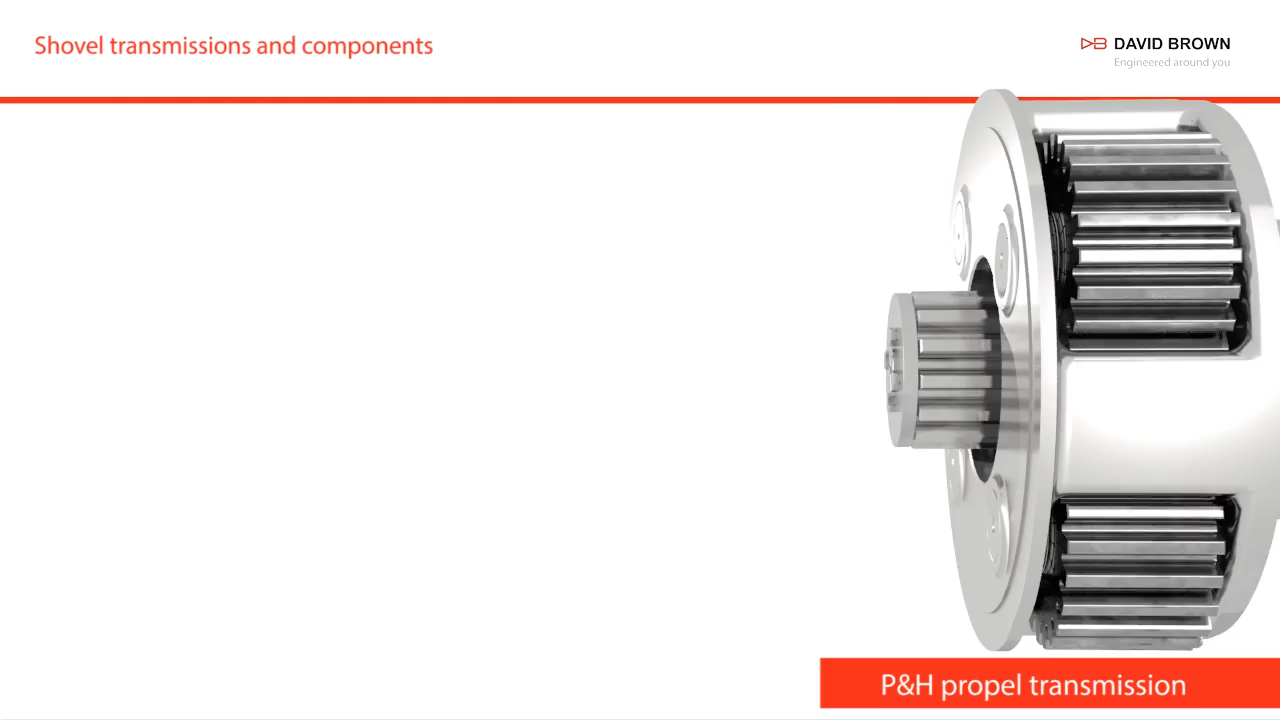 Shovel transmissions and components
DAVID BROWN
Engineered around you
P&H propel transmission